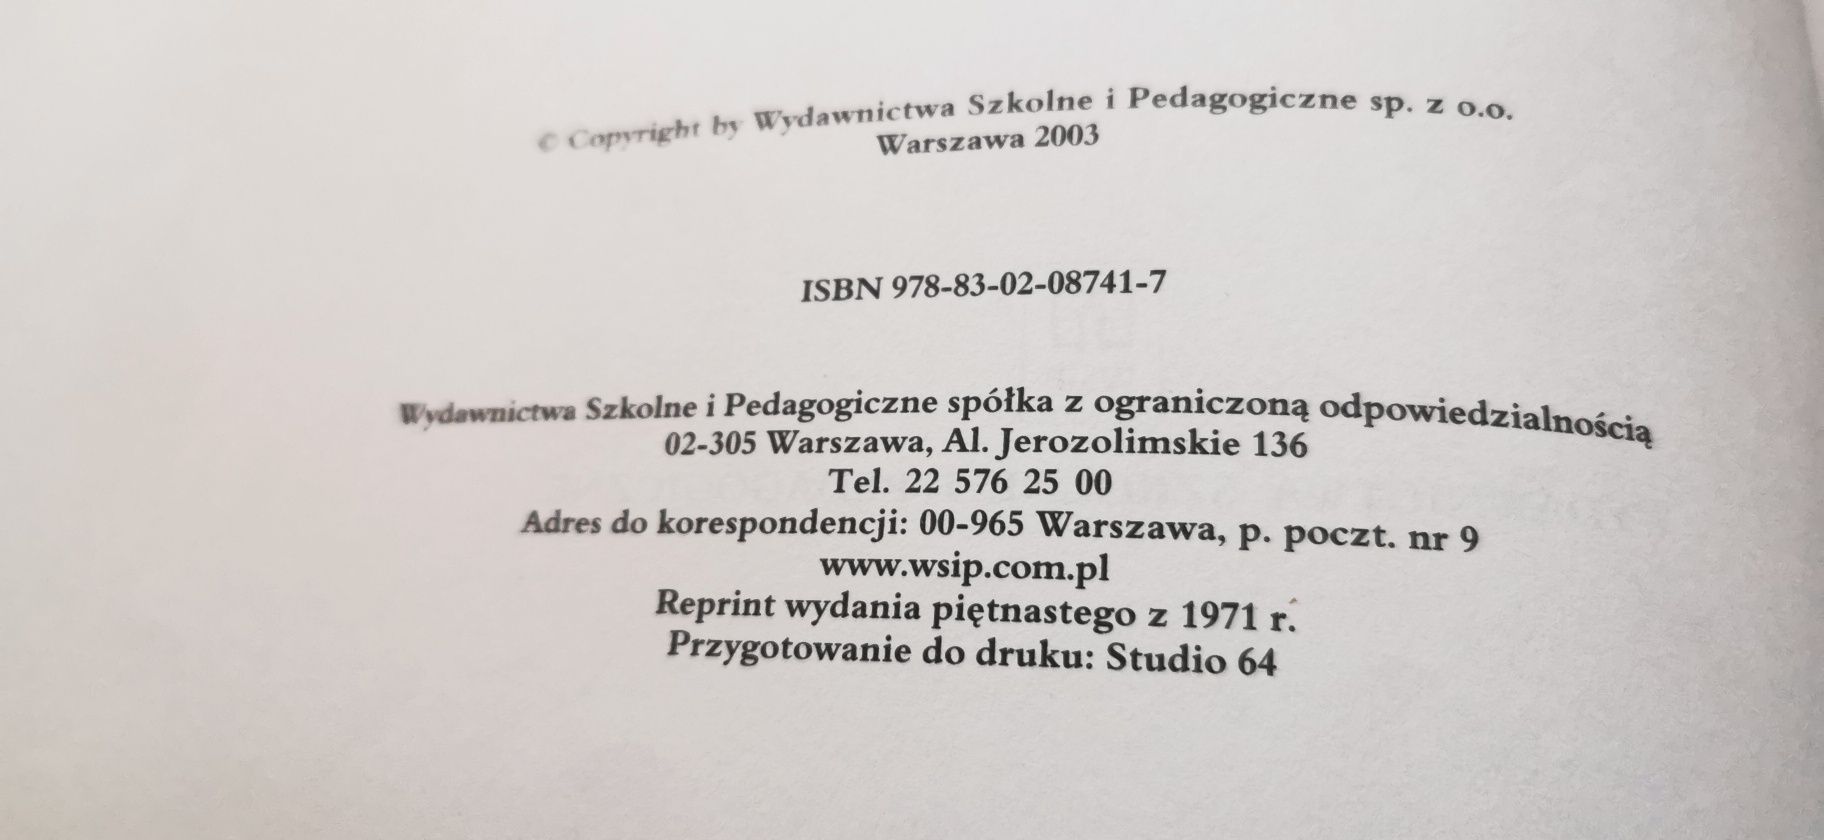 © Copyright by Wydawnictwa Szkolne i Pedagogiczne sp. z o.o.
Warszawa 2003
ISBN 978-83-02-08741-7
Wydawnictwa Szkolne i Pedagogiczne spółka z ograniczoną odpowiedzialnością
02-305 Warszawa, Al. Jerozolimskie 136
Tel. 22 576 25 00
Adres do korespondencji: 00-965 Warszawa, p. poczt. nr 9
www.wsip.com.pl
Reprint wydania piętnastego z 1971 r.
Przygotowanie do druku: Studio 64